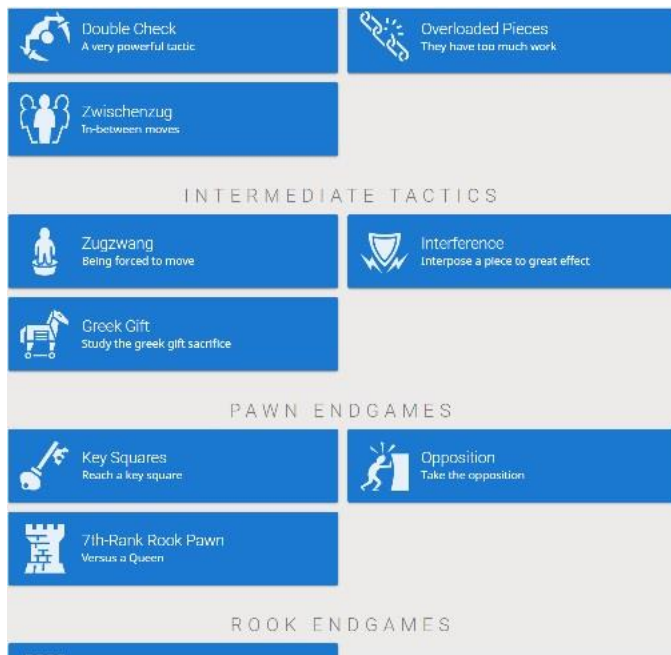 Double Check
A very powerful tactic
Overloaded Pieces
They have too much work
Zwischenzug
In-between moves
INTERMEDIATE TACTICS
Zugzwang
Being forced to move
Interference
Interpose a piece to great effect
Greek Gift
Study the greek gift sacrifice
PAWN ENDGAMES
Key Squares
Reach a key square
Opposition
Take the opposition
7th-Rank Rook Pawn
Versus a Queen
ROOK ENDGAMES